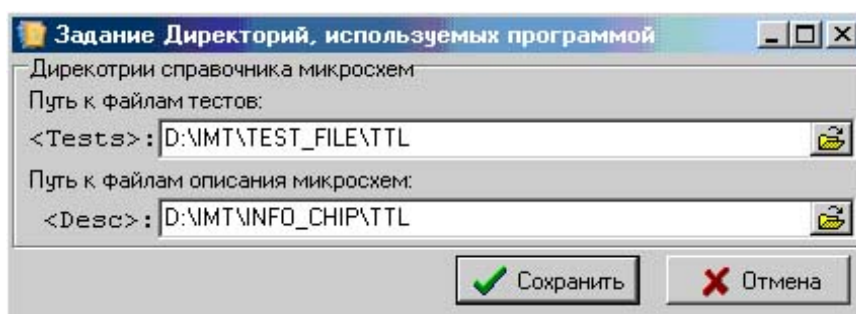 Задание Директорий, используемых программой
Дирекотрии справочника микросхем
Путь к файлам тестов:
<Tests>: D:\IMT\TEST_FILE\TTL
Путь к файлам описания микросхем:
<Desc>: D:\IMT\INFO_CHIP\TTL
Сохранить Отмена